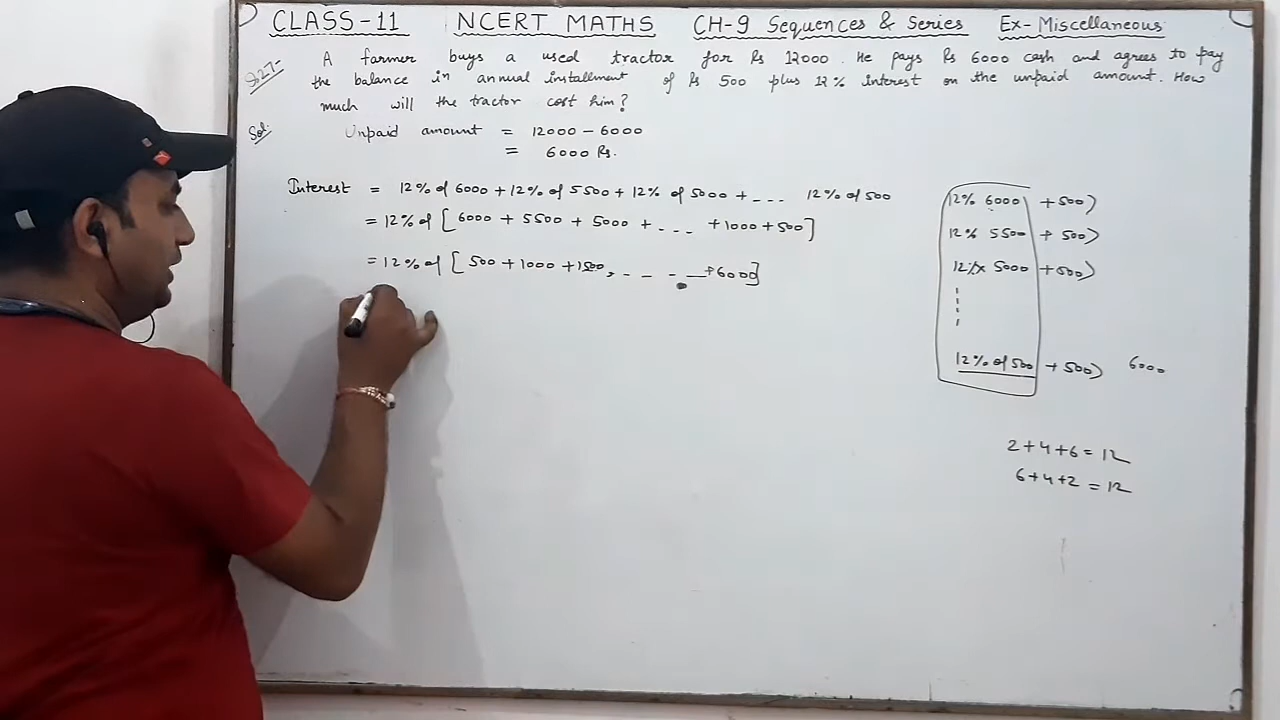 CLASS-11 NCERT MATHS CH-9 Sequences & Series Ex- Miscellaneous
Q.27- A farmer buys a used tractor for Rs 12000. He pays Rs 6000 cash and agrees to pay
the balance in annual installment of Rs 500 plus 12% interest on the unpaid amount. How
much will the tractor cost him?
Sol. Unpaid amount = 12000 - 6000
= 6000 Rs.
Interest = 12% of 6000 + 12% of 5500 + 12% of 5000 + - - - 12% of 500
= 12% of [6000 + 5500 + 5000 + - - - +1000 + 500]
= 12% of [500 + 1000 + 1500, - - - - +6000]
12% 6000 + 500)
12% 5500 + 500)
12% 5000 + 500)
12% of 500 + 500) 6000
2+4+6 = 12
6+4+2 = 12